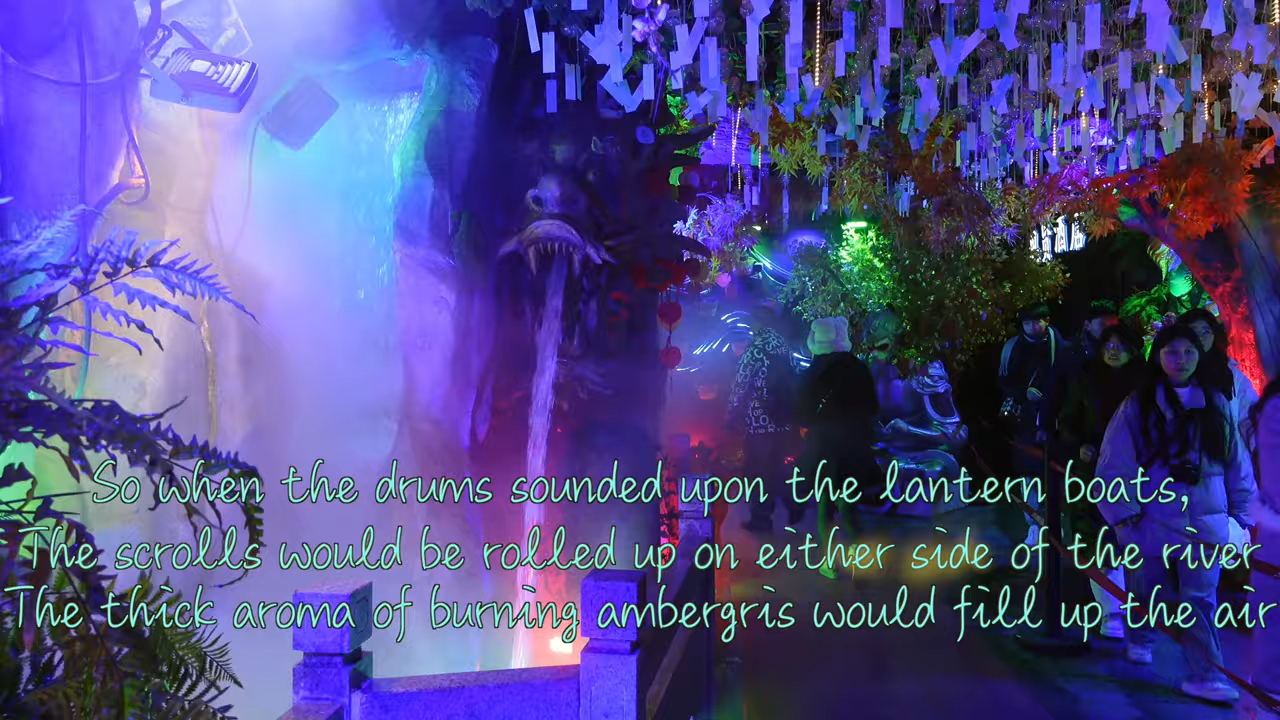 So when the drums sounded upon the lantern boats,
The scrolls would be rolled up on either side of the river
The thick aroma of burning ambergris would fill up the air